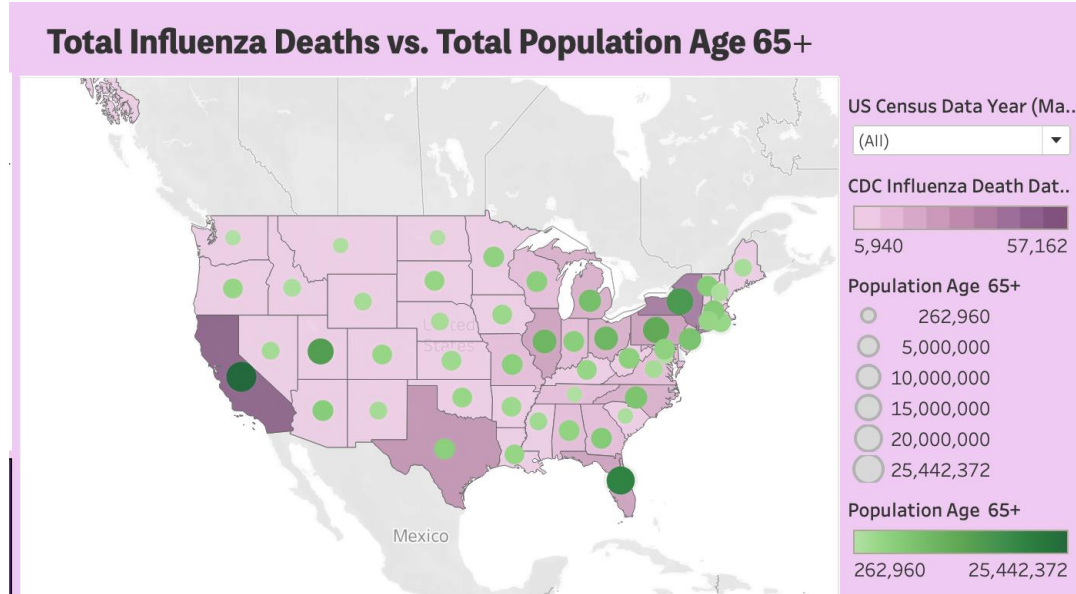 Total Influenza Deaths vs. Total Population Age 65+
US Census Data Year (Ma..
(All)
CDC Influenza Death Dat..
5,940 57,162
Population Age 65+
262,960
5,000,000
10,000,000
15,000,000
20,000,000
25,442,372
Population Age 65+
262,960 25,442,372
United
States
Mexico